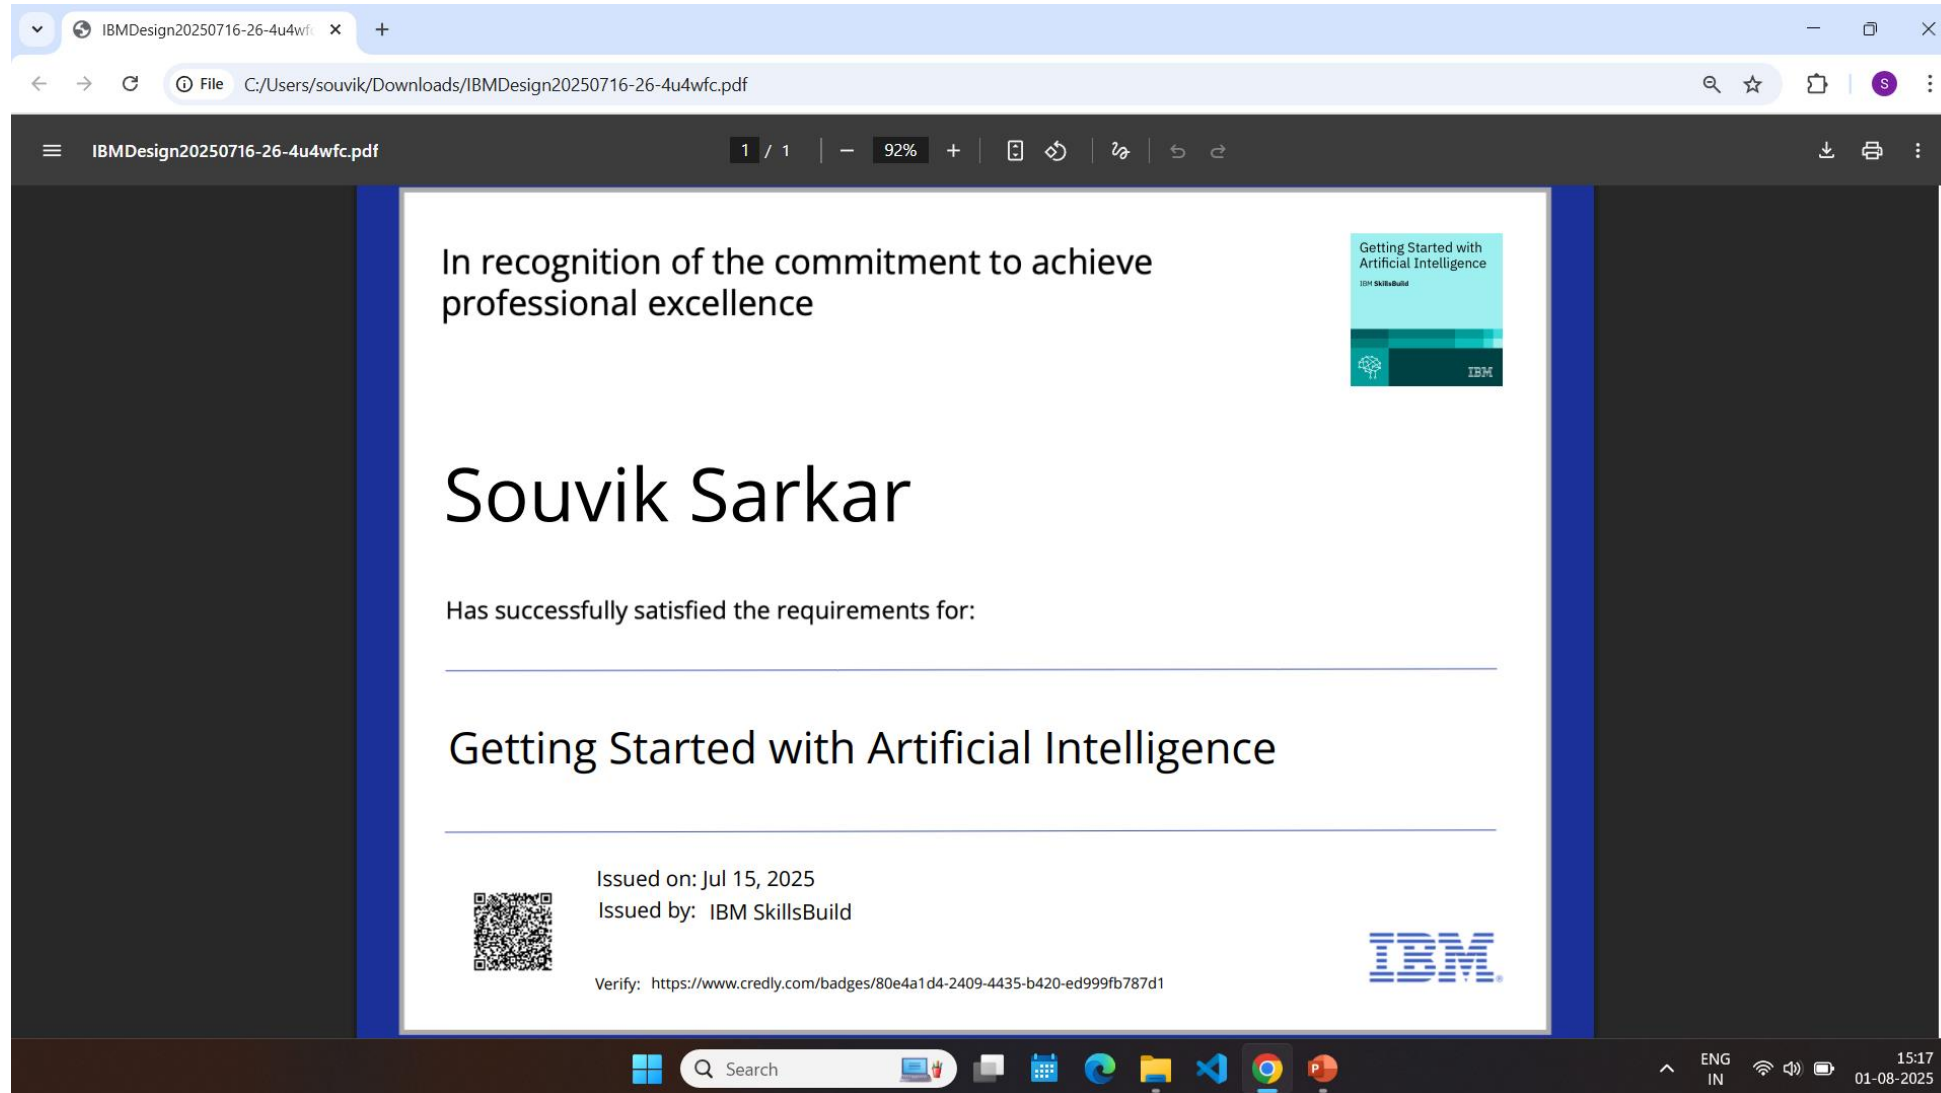 IBMDesign20250716-26-4u4wf
File C:/Users/souvik/Downloads/IBMDesign20250716-26-4u4wfc.pdf
S
IBMDesign20250716-26-4u4wfc.pdf
1 / 1
92%
In recognition of the commitment to achieve
professional excellence
Getting Started with
Artificial Intelligence
IBM SkillsBuild
IBM
Souvik Sarkar
Has successfully satisfied the requirements for:
Getting Started with Artificial Intelligence
Issued on: Jul 15, 2025
Issued by: IBM SkillsBuild
Verify: https://www.credly.com/badges/80e4a1d4-2409-4435-b420-ed999fb787d1
IBM
Search
ENG
IN
15:17
01-08-2025